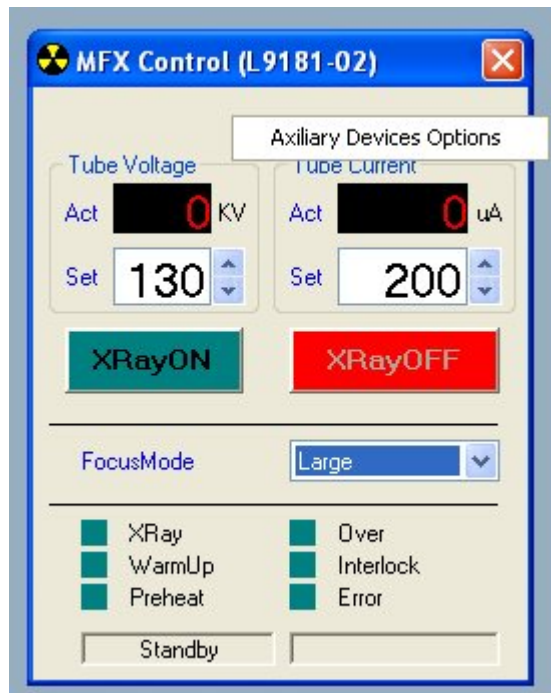 MFX Control (L9181-02)
Axiliary Devices Options
Tube Voltage Tube Current
Act 0 KV Act 0 uA
Set 130 Set 200
XRayON XRayOFF
FocusMode Large
XRay Over
WarmUp Interlock
Preheat Error
Standby